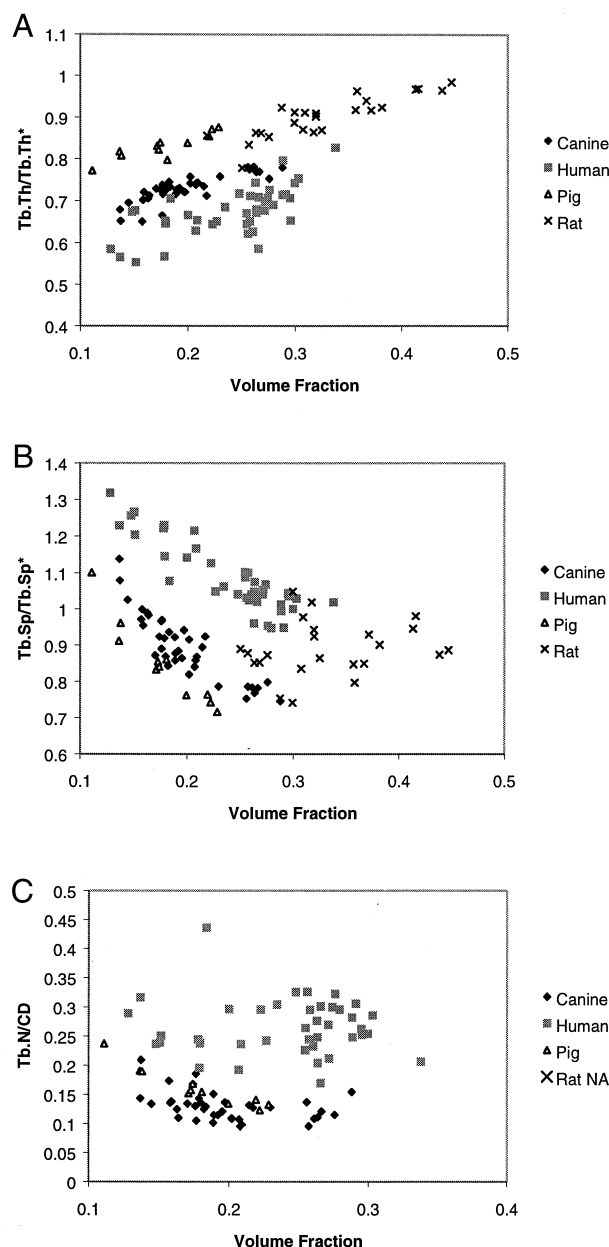 A
Tb.Th/Tb.Th*
1.1
1
0.9
0.8
0.7
0.6
0.5
0.4
0.1 0.2 0.3 0.4 0.5
Volume Fraction
Canine
Human
Pig
Rat
B
Tb.Sp/Tb.Sp*
1.4
1.3
1.2
1.1
1
0.9
0.8
0.7
0.6
0.1 0.2 0.3 0.4 0.5
Volume Fraction
Canine
Human
Pig
Rat
C
Tb.N/CD
0.5
0.45
0.4
0.35
0.3
0.25
0.2
0.15
0.1
0.05
0
0.1 0.2 0.3 0.4
Volume Fraction
Canine
Human
Pig
Rat NA